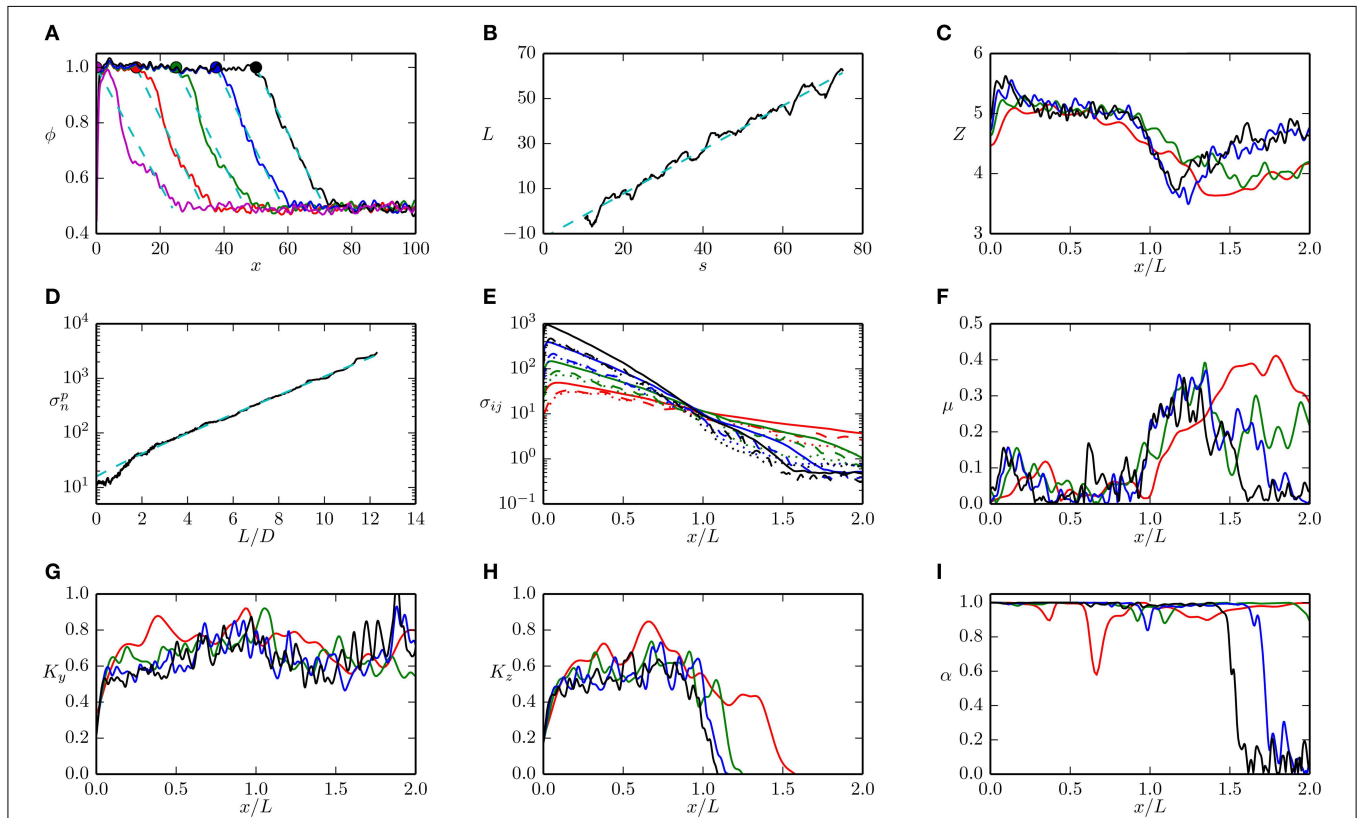 A
1.0
0.8
0.6
0.4
ϕ
0 20 40 60 80 100
x
B
70
50
30
10
−10
L
0 20 40 60 80
s
C
6
5
4
3
Z
0.0 0.5 1.0 1.5 2.0
x/L
D
10^4
10^3
10^2
10^1
σ_n^p
0 2 4 6 8 10 12 14
L/D
E
10^3
10^2
10^1
10^0
10^−1
σ_ij
0.0 0.5 1.0 1.5 2.0
x/L
F
0.5
0.4
0.3
0.2
0.1
0.0
μ
0.0 0.5 1.0 1.5 2.0
x/L
G
1.0
0.8
0.6
0.4
0.2
0.0
K_y
0.0 0.5 1.0 1.5 2.0
x/L
H
1.0
0.8
0.6
0.4
0.2
0.0
K_z
0.0 0.5 1.0 1.5 2.0
x/L
I
1.0
0.8
0.6
0.4
0.2
0.0
α
0.0 0.5 1.0 1.5 2.0
x/L